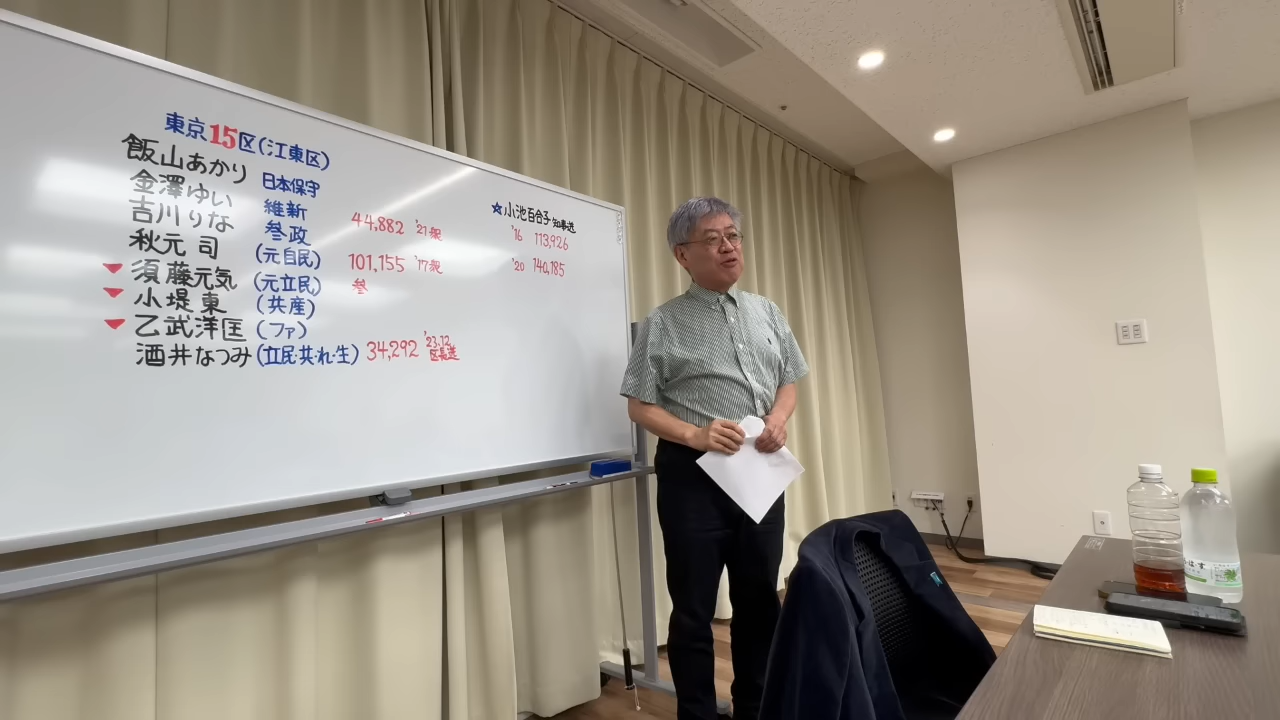 東京15区(江東区)
飯山あかり 日本保守
金澤ゆい 維新 44,882 '21衆
吉川りな 参政
秋元 司 (元自民) 101,155 '17衆
須藤元気 (元立民) 参
小堤 東 (共産)
乙武洋匡 (ファ)
酒井なつみ (立民・共・れ・生) 34,292 '23.12 区長選
☆小池百合子 知事選
'16 113,926
'20 140,185